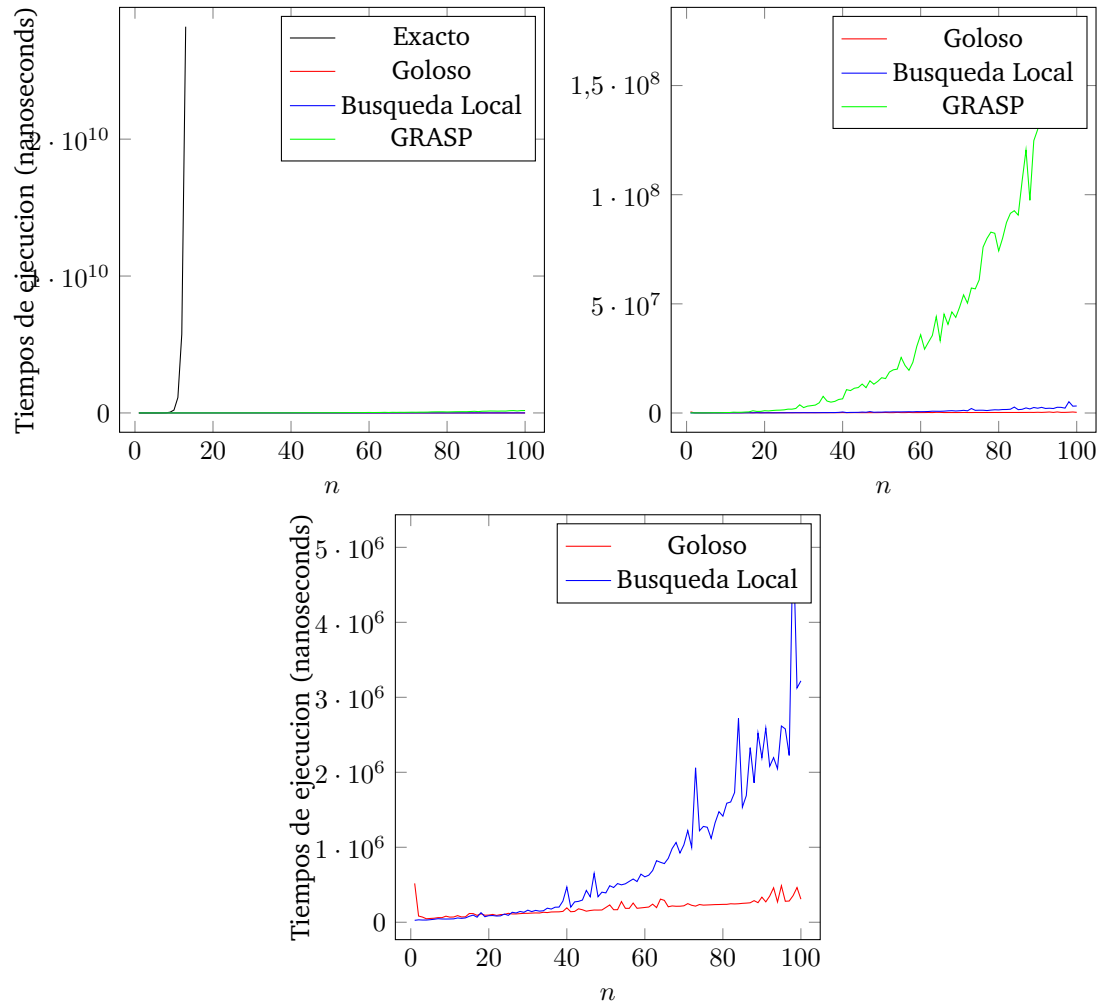 Tiempos de ejecucion (nanoseconds)
2 · 10^10
1 · 10^10
0
0 20 40 60 80 100
n
Exacto
Goloso
Busqueda Local
GRASP
1,5 · 10^8
1 · 10^8
5 · 10^7
0
0 20 40 60 80 100
n
Goloso
Busqueda Local
GRASP
Tiempos de ejecucion (nanoseconds)
5 · 10^6
4 · 10^6
3 · 10^6
2 · 10^6
1 · 10^6
0
0 20 40 60 80 100
n
Goloso
Busqueda Local